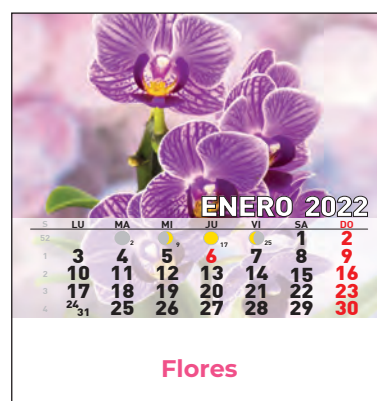 ENERO 2022
S LU MA MI JU VI SA DO
52 2 9 17 25 1 2
1 3 4 5 6 7 8 9
2 10 11 12 13 14 15 16
3 17 18 19 20 21 22 23
4 24 31 25 26 27 28 29 30
Flores